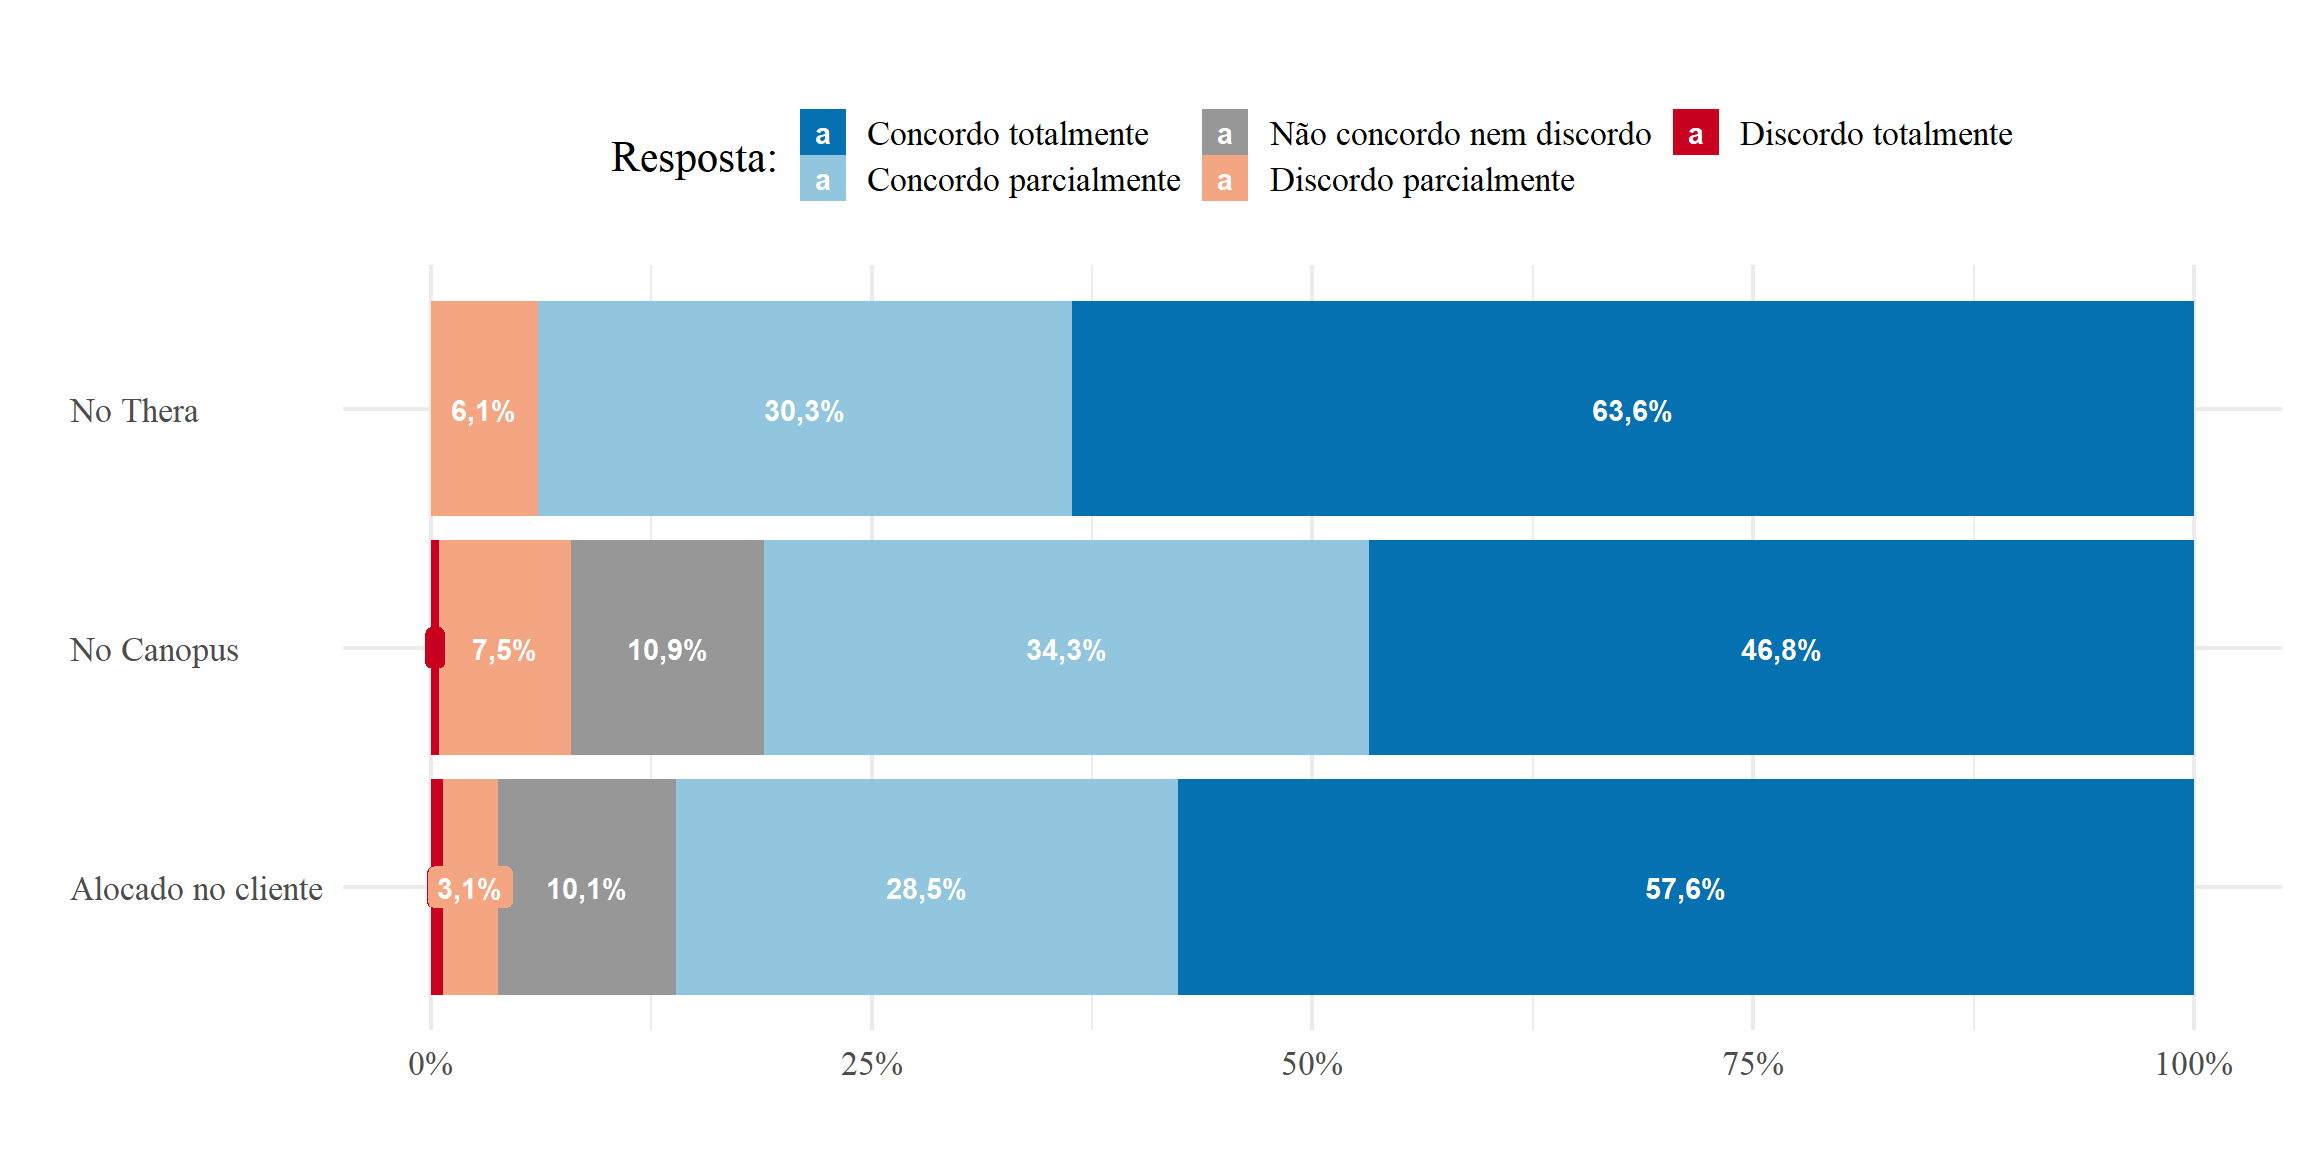 Resposta:
a Concordo totalmente
a Concordo parcialmente
a Não concordo nem discordo
a Discordo parcialmente
a Discordo totalmente
No Thera
6,1% 30,3% 63,6%
No Canopus
7,5% 10,9% 34,3% 46,8%
Alocado no cliente
3,1% 10,1% 28,5% 57,6%
0% 25% 50% 75% 100%